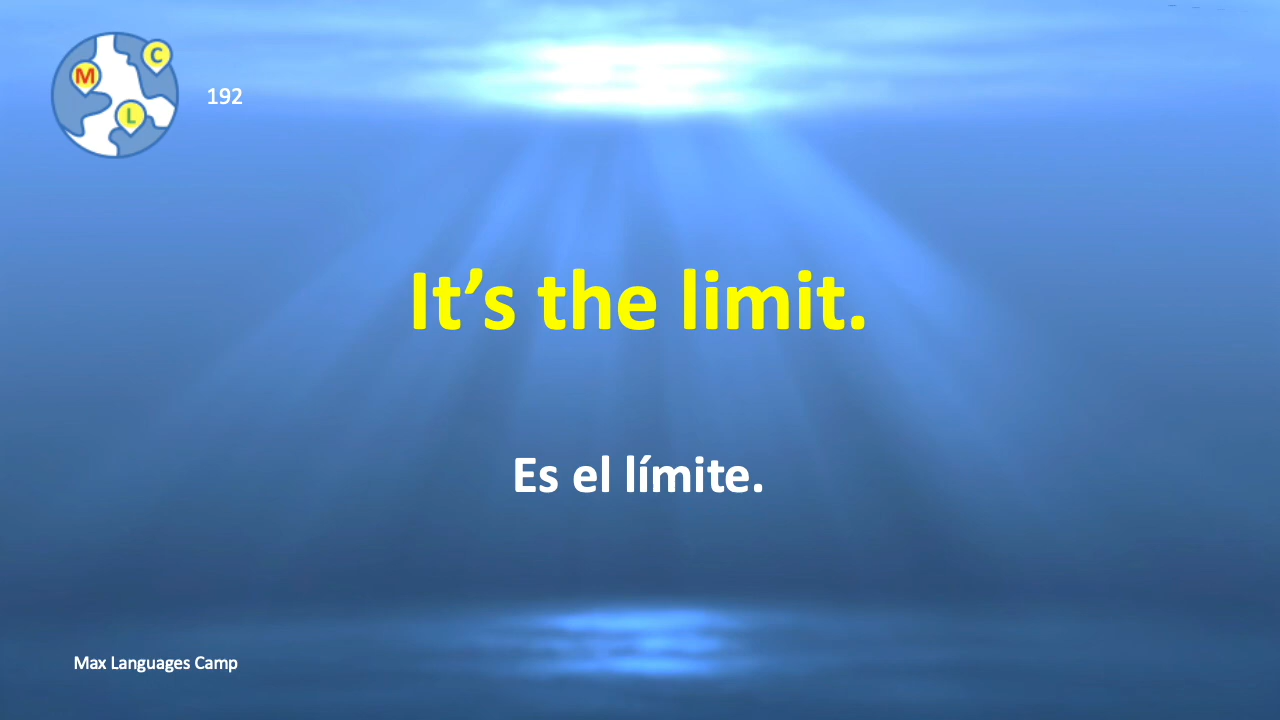 C
M
L
192
It’s the limit.
Es el límite.
Max Languages Camp